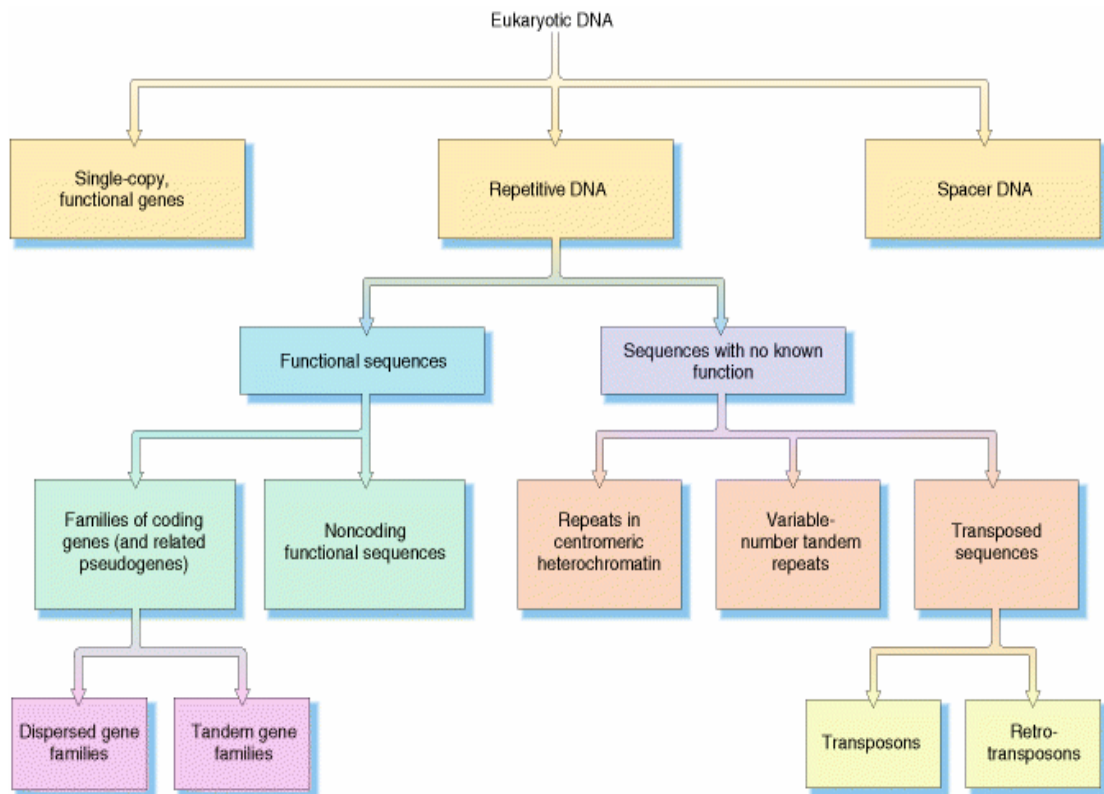 Eukaryotic DNA
Single-copy,
functional genes
Repetitive DNA
Spacer DNA
Functional sequences
Sequences with no known
function
Families of coding
genes (and related
pseudogenes)
Noncoding
functional sequences
Repeats in
centromeric
heterochromatin
Variable-
number tandem
repeats
Transposed
sequences
Dispersed gene
families
Tandem gene
families
Transposons
Retro-
transposons